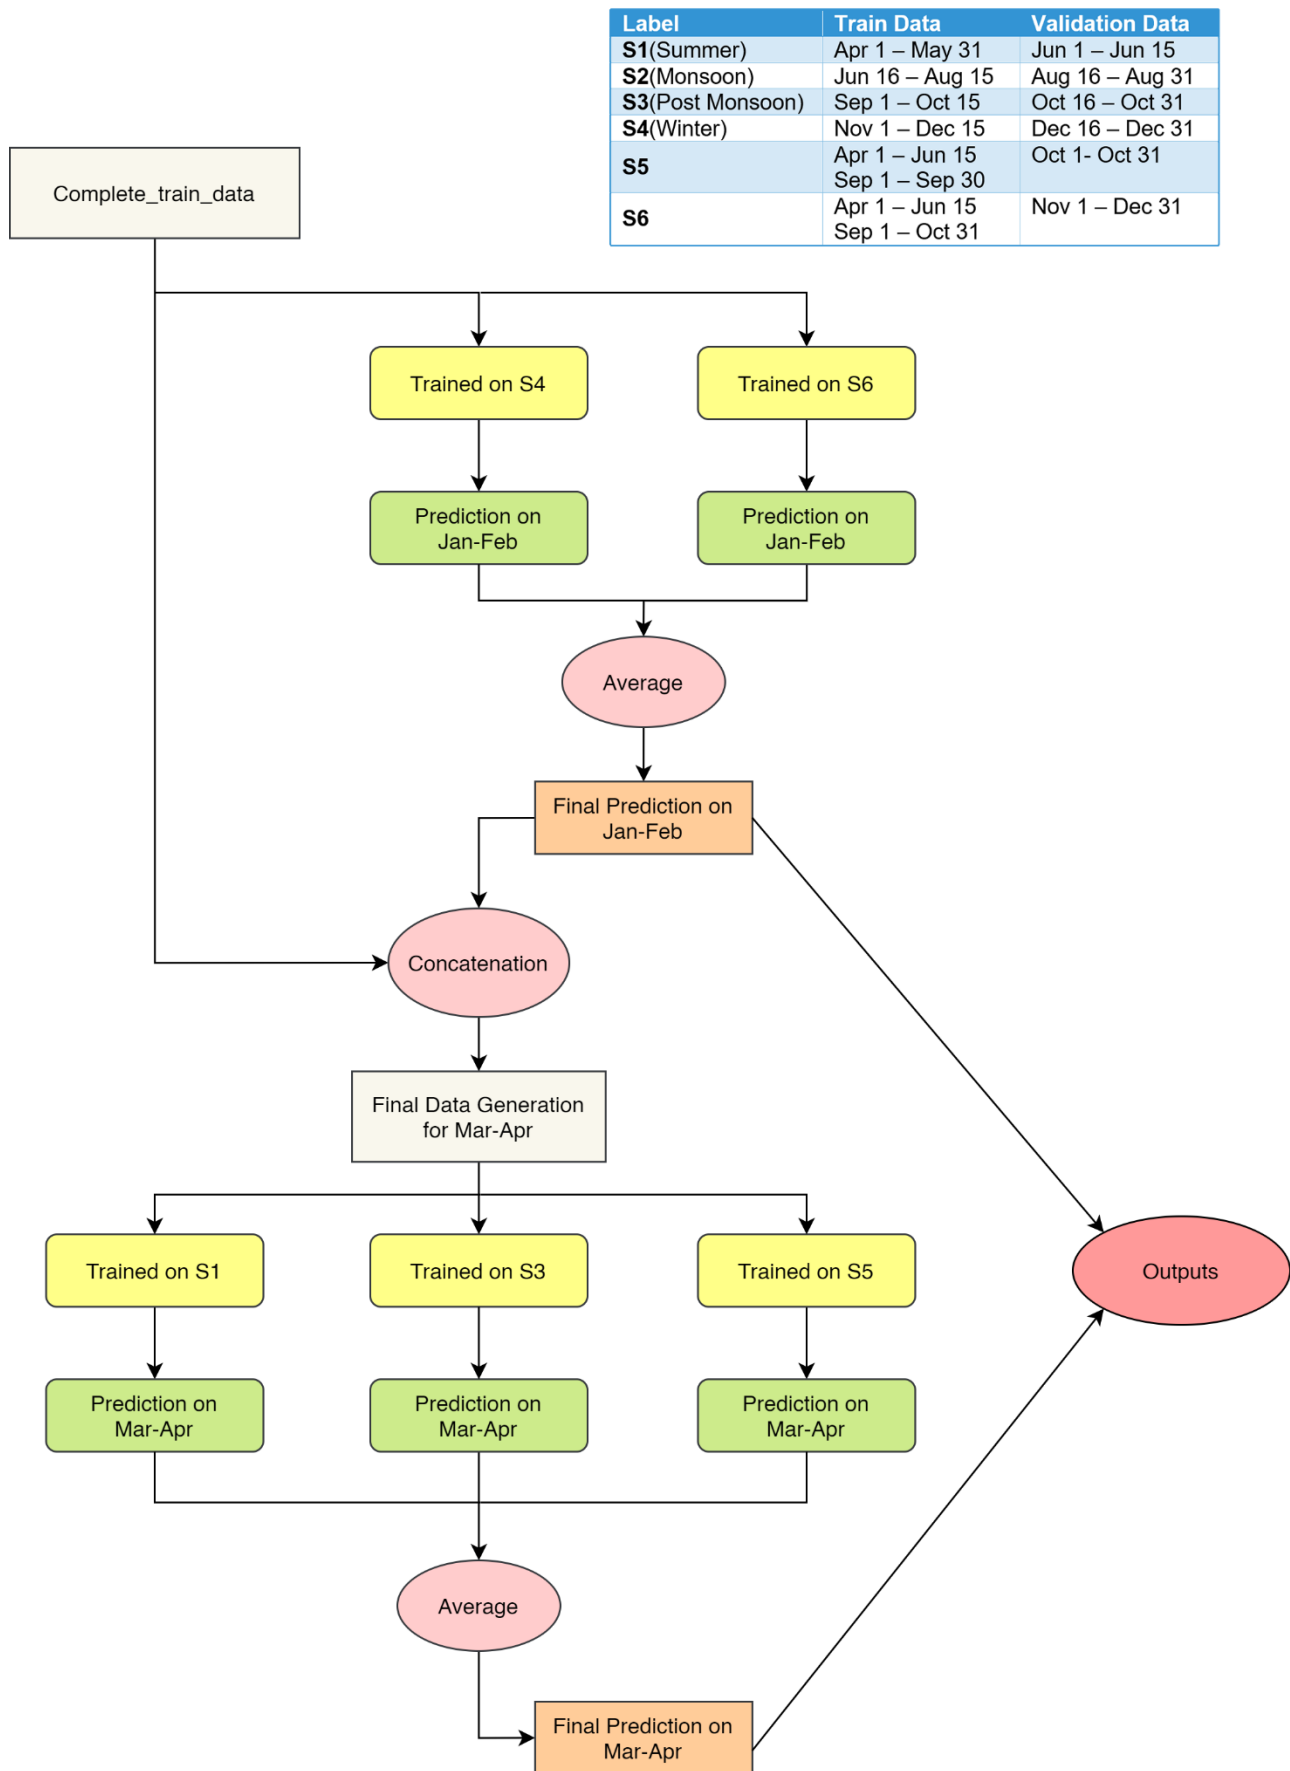 Label Train Data Validation Data
S1(Summer) Apr 1 – May 31 Jun 1 – Jun 15
S2(Monsoon) Jun 16 – Aug 15 Aug 16 – Aug 31
S3(Post Monsoon) Sep 1 – Oct 15 Oct 16 – Oct 31
S4(Winter) Nov 1 – Dec 15 Dec 16 – Dec 31
S5 Apr 1 – Jun 15 Oct 1- Oct 31
Sep 1 – Sep 30
S6 Apr 1 – Jun 15 Nov 1 – Dec 31
Sep 1 – Oct 31
Complete_train_data
Trained on S4
Trained on S6
Prediction on
Jan-Feb
Prediction on
Jan-Feb
Average
Final Prediction on
Jan-Feb
Concatenation
Final Data Generation
for Mar-Apr
Trained on S1
Trained on S3
Trained on S5
Outputs
Prediction on
Mar-Apr
Prediction on
Mar-Apr
Prediction on
Mar-Apr
Average
Final Prediction on
Mar-Apr